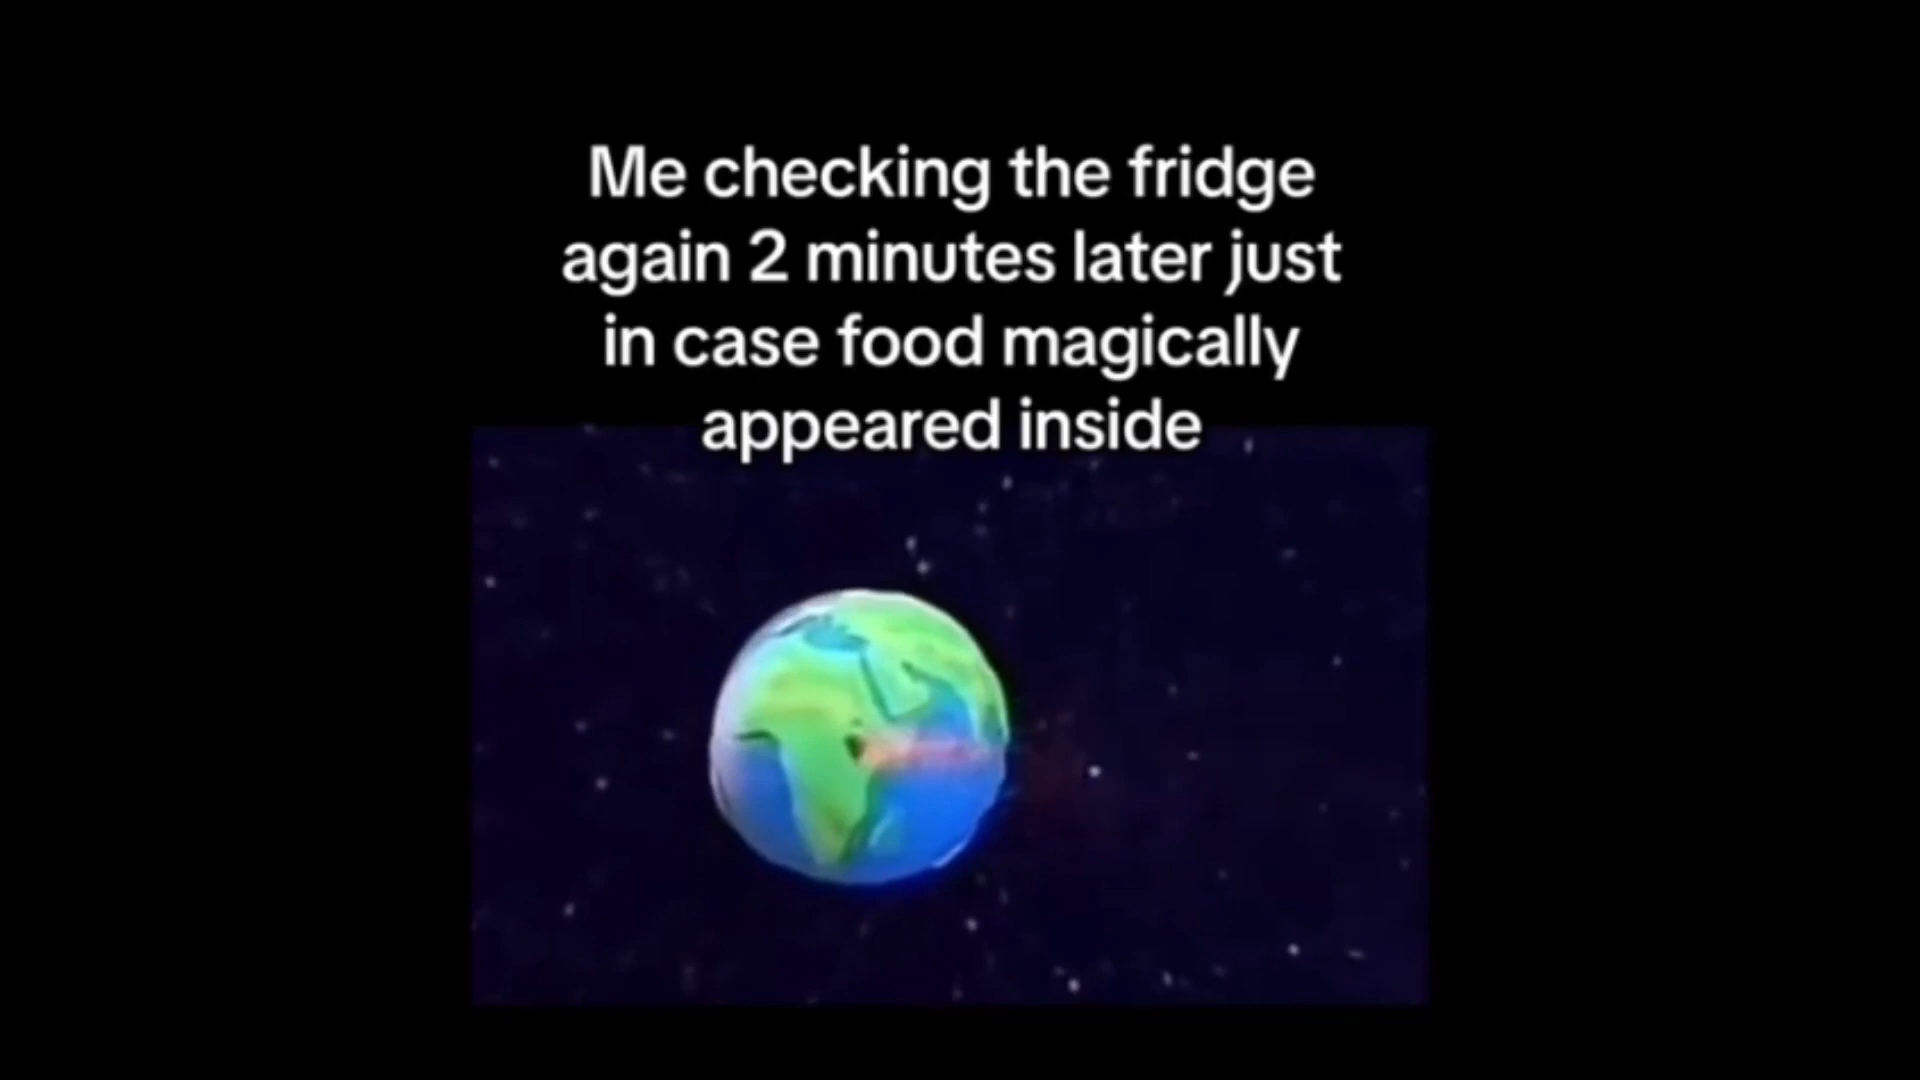 Me checking the fridge
again 2 minutes later just
in case food magically
appeared inside